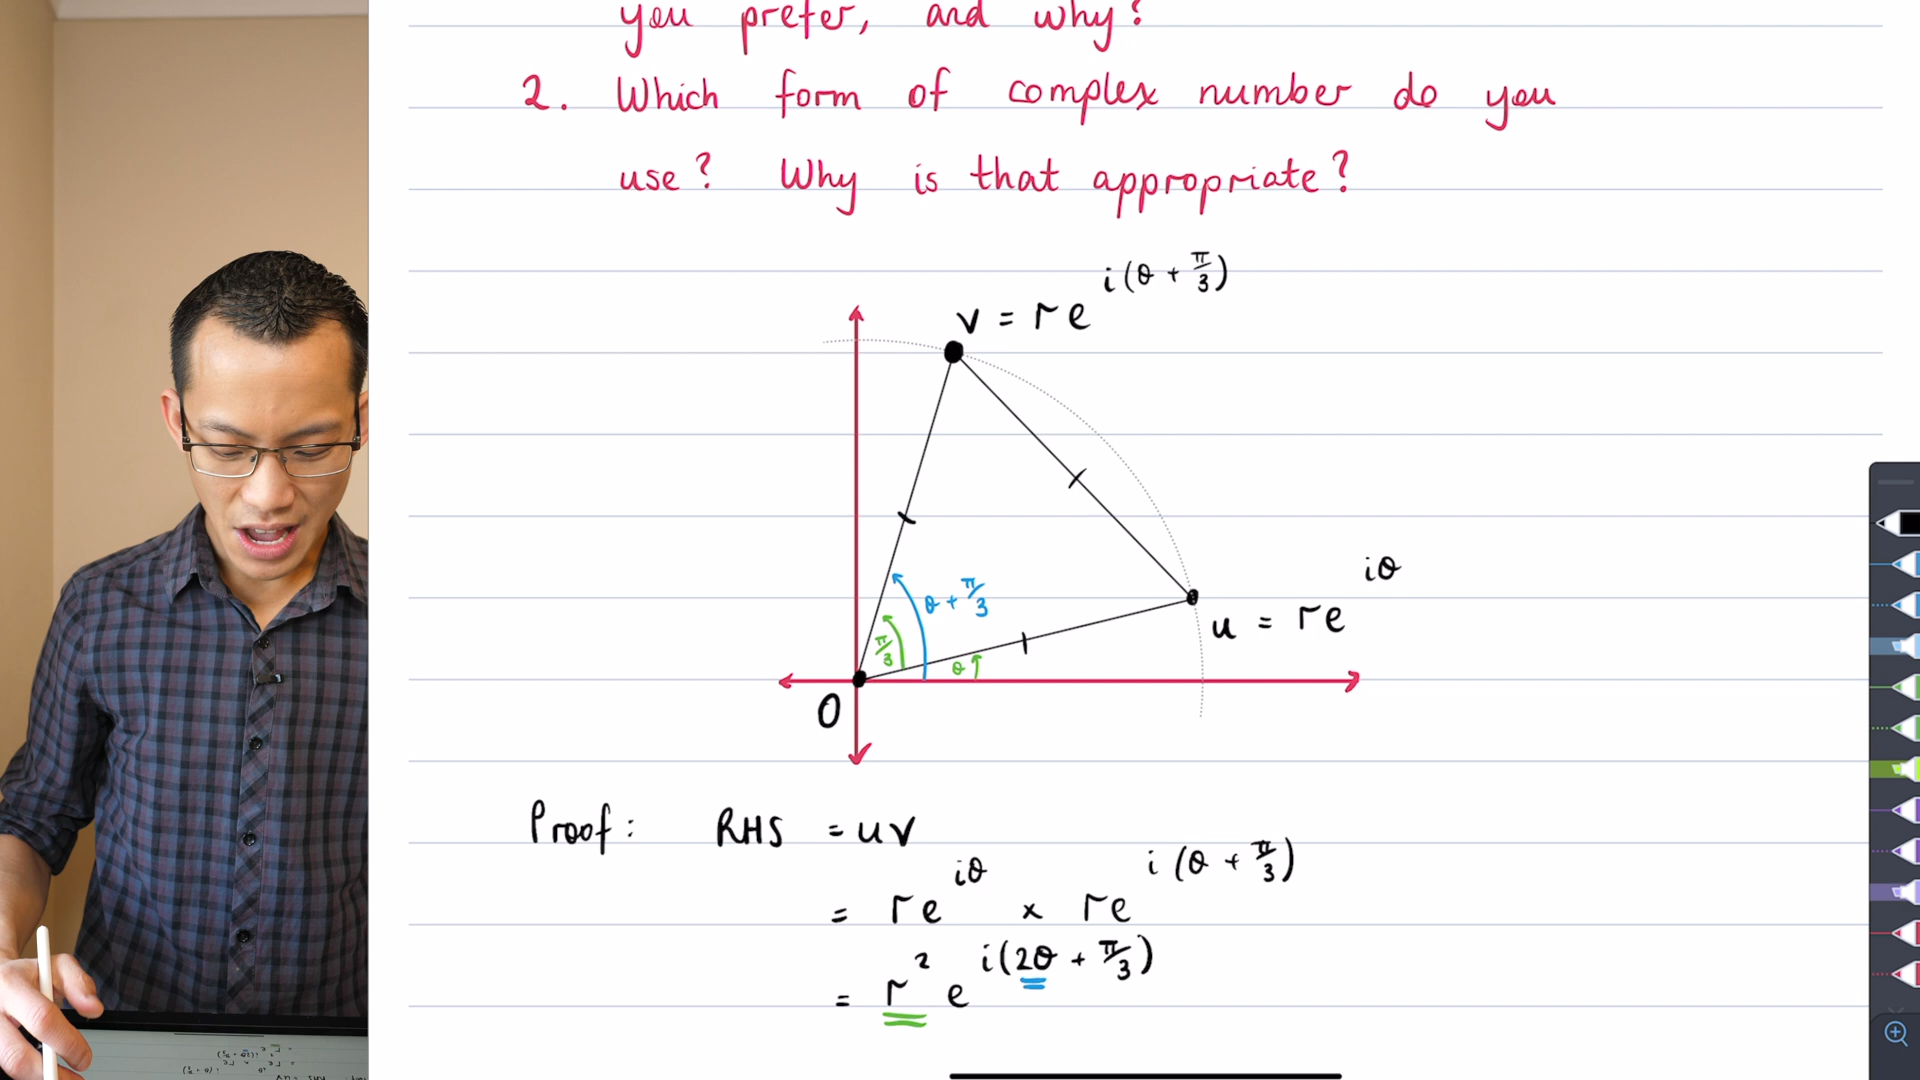 you prefer, and why?
2. Which form of complex number do you
use? Why is that appropriate?
v = re^{i(θ + π/3)}
u = re^{iθ}
θ + π/3
π/3
θ
O
Proof: RHS = uv
= re^{iθ} × re^{i(θ + π/3)}
= r² e^{i(2θ + π/3)}